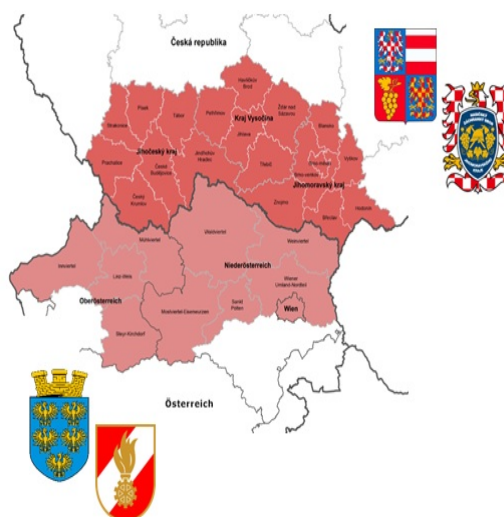 Česká republika
Havlíčkův
Brod
Písek
Tábor
Pelhřimov
Kraj Vysočina
Žďár nad
Sázavou
Strakonice
Jihlava
Blansko
Jihočeský kraj
Prachatice
České
Budějovice
Jindřichův
Hradec
Třebíč
Brno-město
Brno-venkov
Vyškov
Jihomoravský kraj
Český
Krumlov
Znojmo
Břeclav
Hodonín
Mühlviertel
Waldviertel
Weinviertel
Innviertel
Linz-Wels
Niederösterreich
Wiener
Umland-Nordteil
Oberösterreich
Mostviertel-Eisenwurzen
Sankt
Pölten
Wien
Steyr-Kirchdorf
Österreich